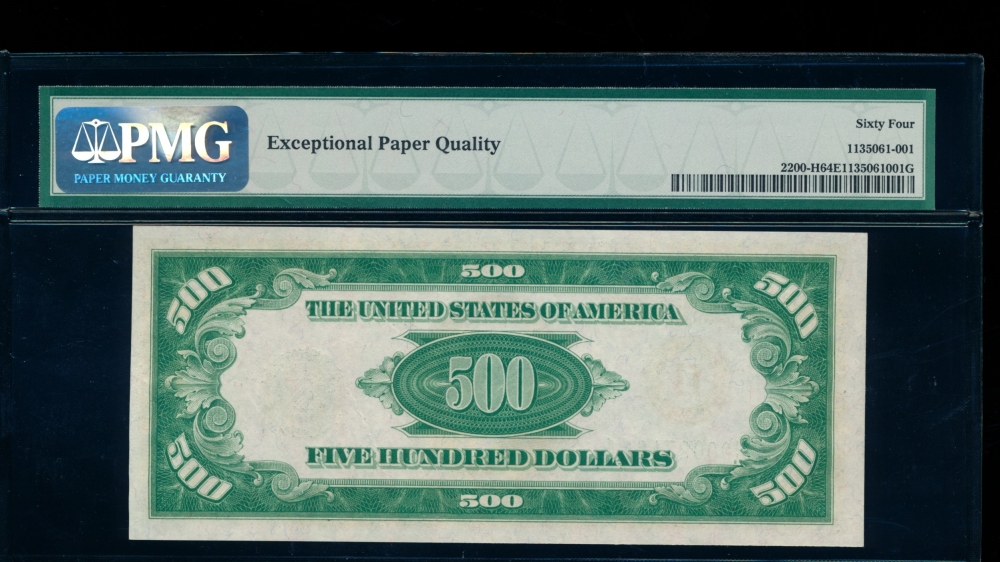 PMG
PAPER MONEY GUARANTY
Exceptional Paper Quality
Sixty Four
1135061-001
2200-H64E1135061001G
500 500 500
THE UNITED STATES OF AMERICA
500
FIVE HUNDRED DOLLARS
500 500 500